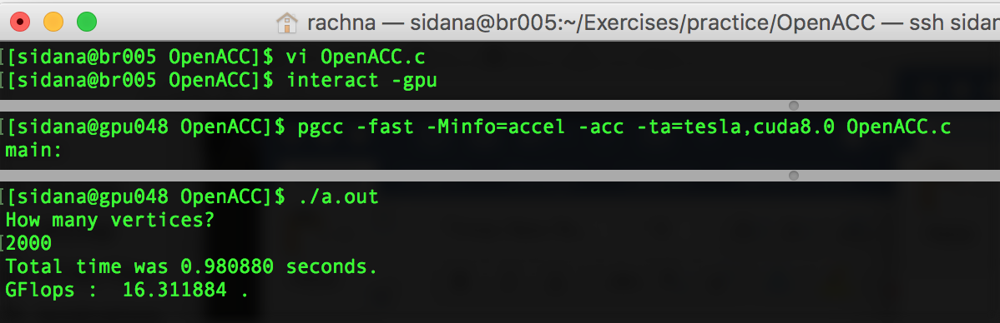 rachna — sidana@br005:~/Exercises/practice/OpenACC — ssh sidar
[[sidana@br005 OpenACC]$ vi OpenACC.c
[[sidana@br005 OpenACC]$ interact -gpu
[[sidana@gpu048 OpenACC]$ pgcc -fast -Minfo=accel -acc -ta=tesla,cuda8.0 OpenACC.c
main:
[[sidana@gpu048 OpenACC]$ ./a.out
How many vertices?
[2000
Total time was 0.980880 seconds.
GFlops :  16.311884 .